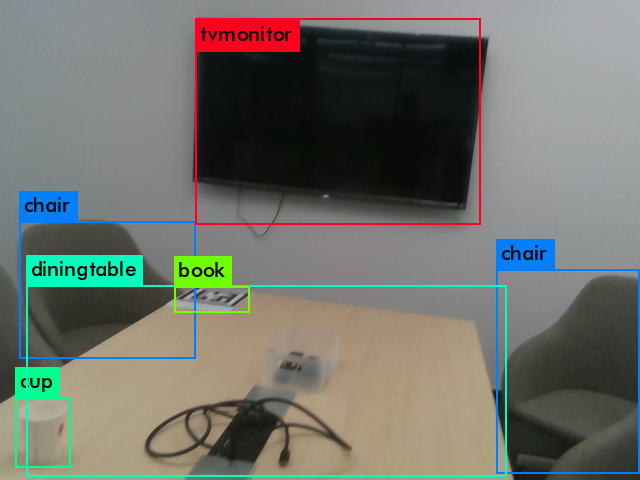 tvmonitor
chair
chair
diningtable
book
cup